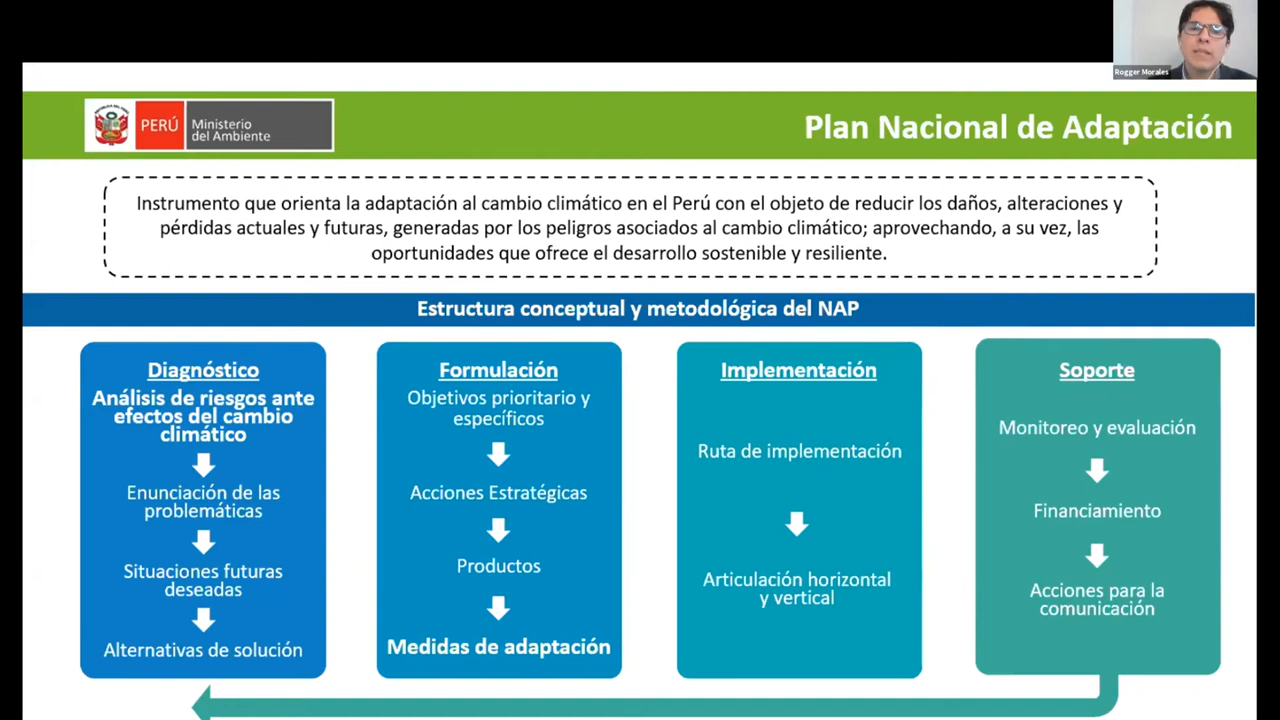 Rogger Morales
PERÚ
Ministerio
del Ambiente
Plan Nacional de Adaptación
Instrumento que orienta la adaptación al cambio climático en el Perú con el objeto de reducir los daños, alteraciones y
pérdidas actuales y futuras, generadas por los peligros asociados al cambio climático; aprovechando, a su vez, las
oportunidades que ofrece el desarrollo sostenible y resiliente.
Estructura conceptual y metodológica del NAP
Diagnóstico
Análisis de riesgos ante
efectos del cambio
climático
Enunciación de las
problemáticas
Situaciones futuras
deseadas
Alternativas de solución
Formulación
Objetivos prioritario y
específicos
Acciones Estratégicas
Productos
Medidas de adaptación
Implementación
Ruta de implementación
Articulación horizontal
y vertical
Soporte
Monitoreo y evaluación
Financiamiento
Acciones para la
comunicación